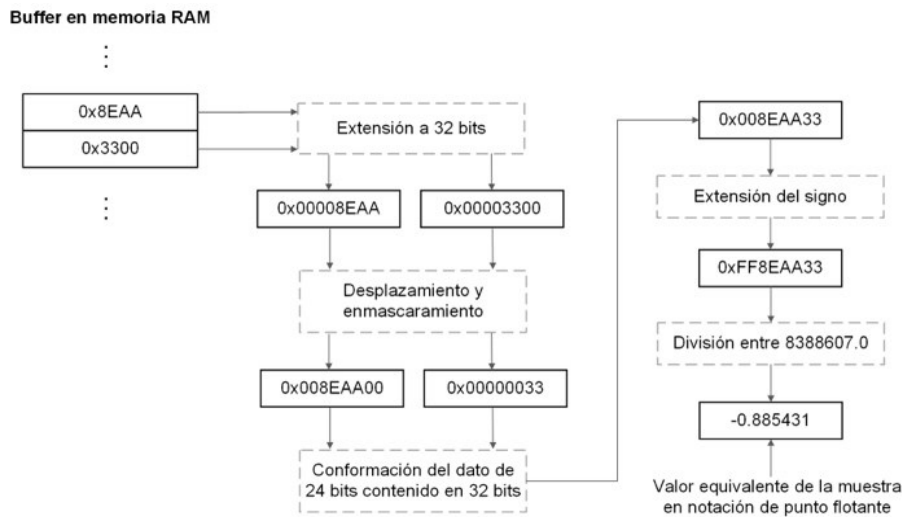 Buffer en memoria RAM
0x8EAA
0x3300
Extensión a 32 bits
0x00008EAA
0x00003300
Desplazamiento y
enmascaramiento
0x008EAA00
0x00000033
Conformación del dato de
24 bits contenido en 32 bits
0x008EAA33
Extensión del signo
0xFF8EAA33
División entre 8388607.0
-0.885431
Valor equivalente de la muestra
en notación de punto flotante